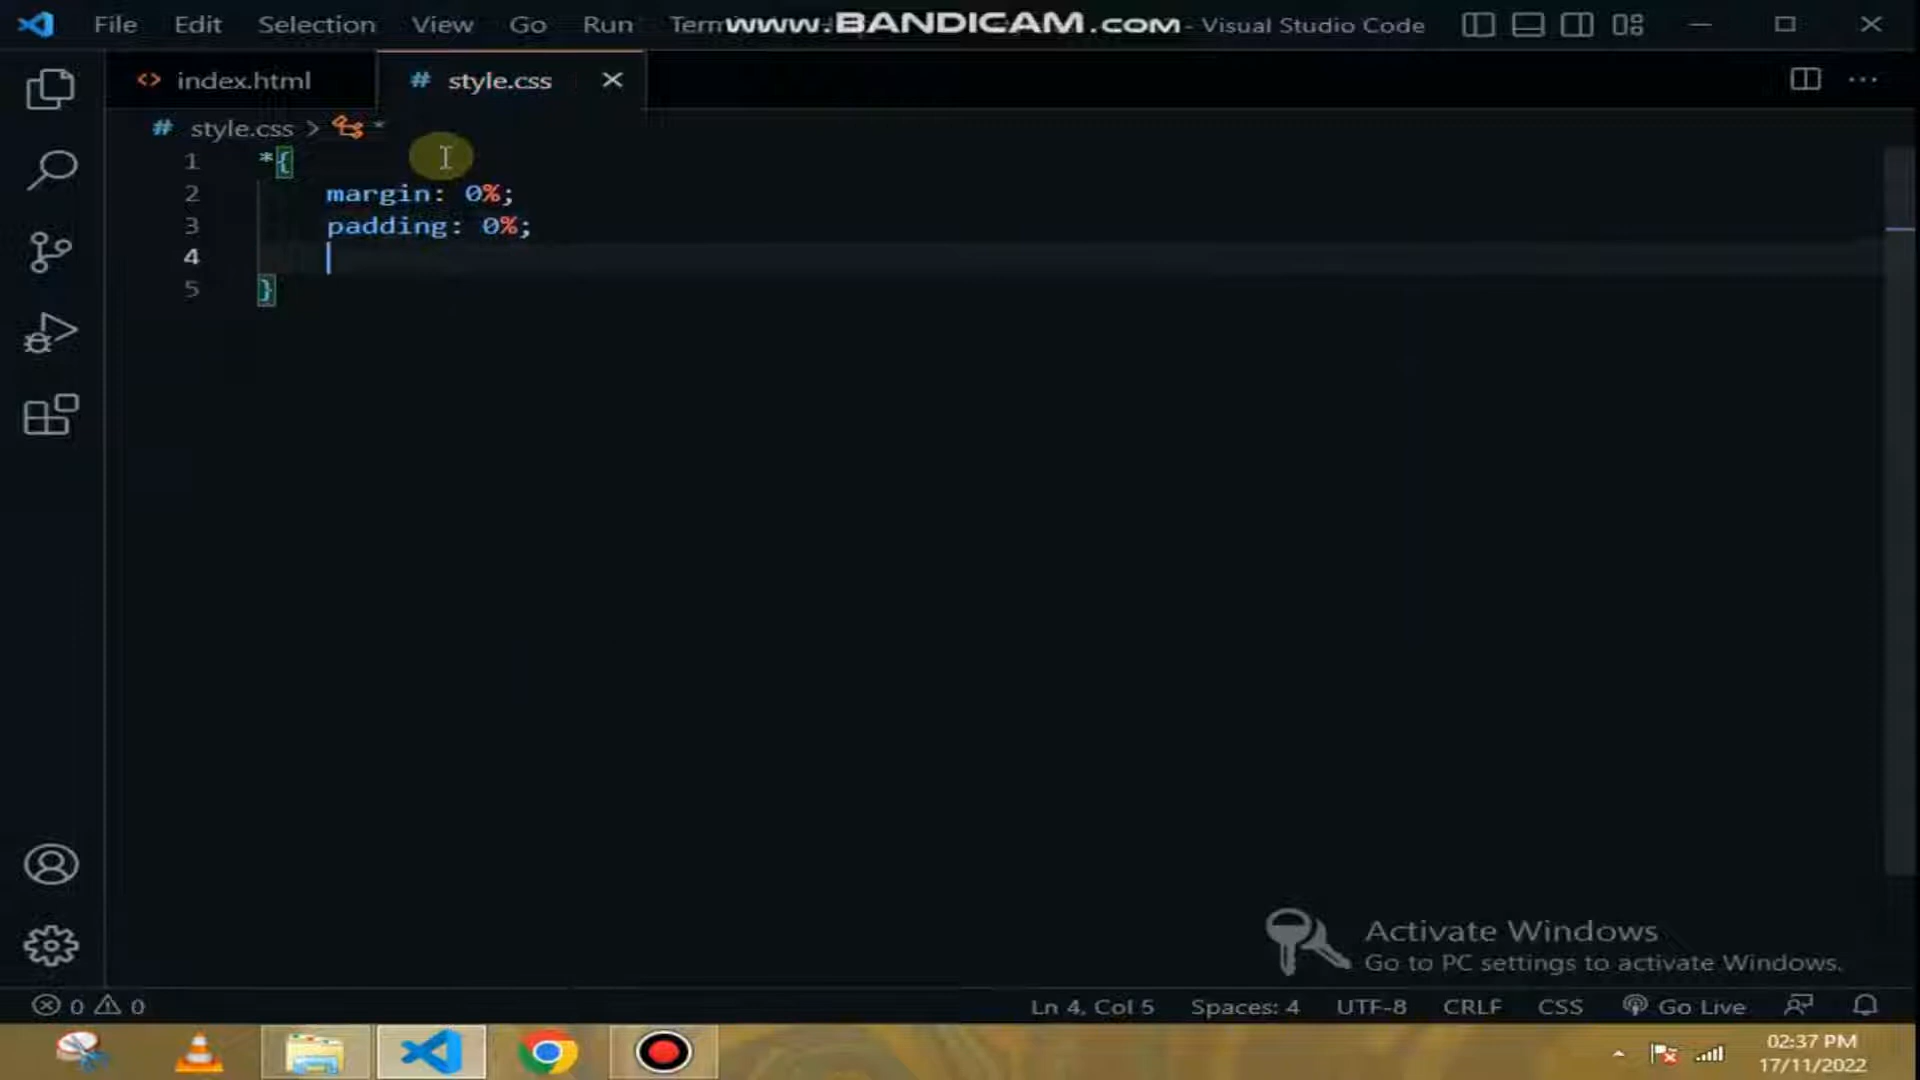 File Edit Selection View Go Run Term
www.BANDICAM.com
- Visual Studio Code
index.html
# style.css
# style.css > *
1 *{
2 margin: 0%;
3 padding: 0%;
4
5 }
Activate Windows
Go to PC settings to activate Windows.
0 0
Ln 4, Col 5 Spaces: 4 UTF-8 CRLF CSS Go Live
02:37 PM
17/11/2022